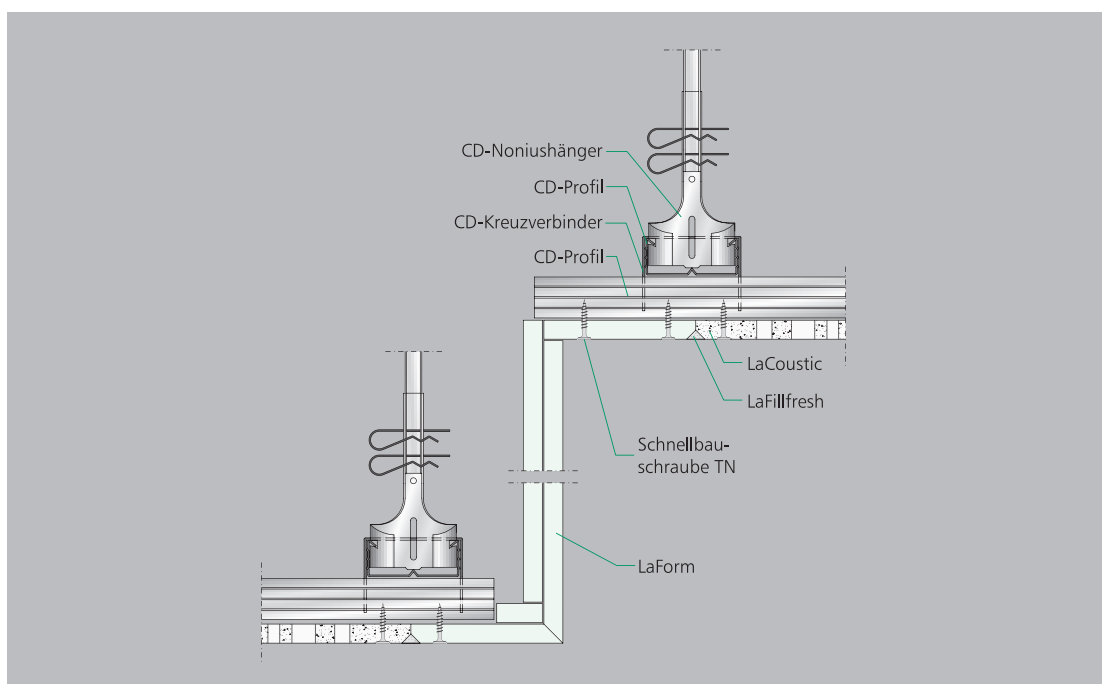 CD-Noniushänger
CD-Profil
CD-Kreuzverbinder
CD-Profil
LaCoustic
LaFillfresh
Schnellbau-
schraube TN
LaForm